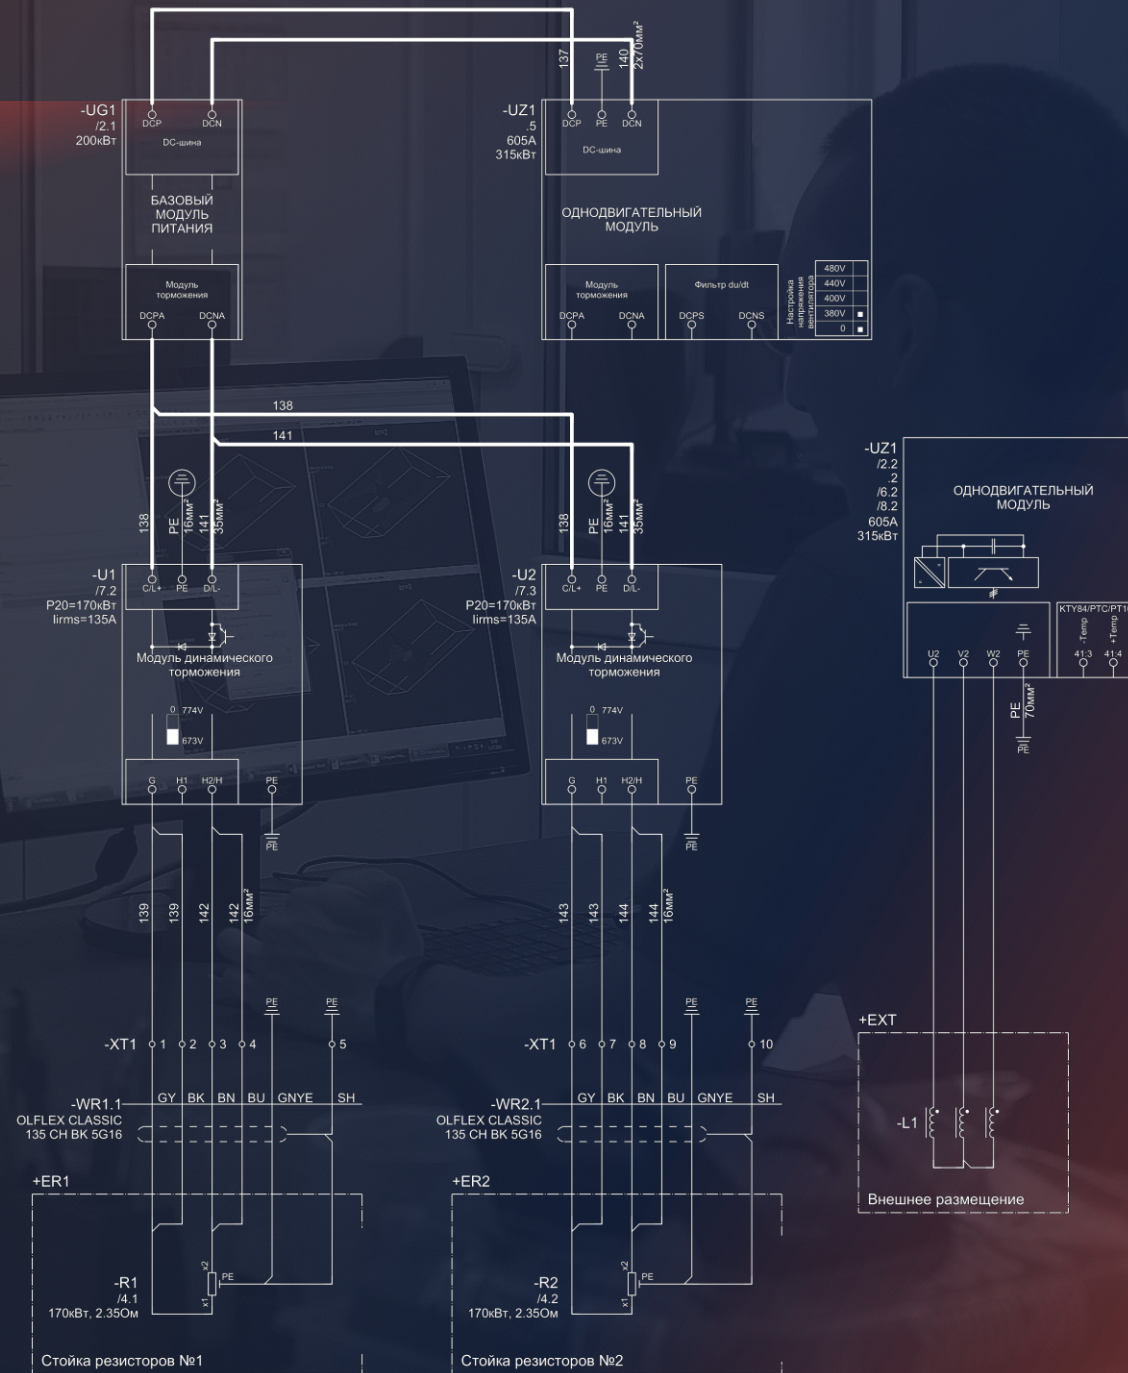 137
PE
140
2x70мм²
-UG1
/2.1
200кВт
DCP
DCN
DC-шина
БАЗОВЫЙ
МОДУЛЬ
ПИТАНИЯ
Модуль
торможения
DCPA
DCNA
-UZ1
.5
605А
315кВт
DCP
PE
DCN
DC-шина
ОДНОДВИГАТЕЛЬНЫЙ
МОДУЛЬ
Модуль
торможения
DCPA
DCNA
Фильтр du/dt
DCPS
DCNS
Настройка
напряжения
вентилятора
480V
440V
400V
380V
0
138
141
138
PE
16мм²
141
35мм²
138
PE
16мм²
141
35мм²
-U1
/7.2
P20=170кВт
Iirms=135А
C/L+
PE
D/L-
Модуль динамического
торможения
0 774V
673V
G
H1
H2/H
PE
PE
-U2
/7.3
P20=170кВт
Iirms=135А
C/L+
PE
D/L-
Модуль динамического
торможения
0 774V
673V
G
H1
H2/H
PE
PE
-UZ1
/2.2
.2
/6.2
/8.2
605А
315кВт
ОДНОДВИГАТЕЛЬНЫЙ
МОДУЛЬ
KTY84/PTC/PT10
-Temp
+Temp
41:3
41:4
U2
V2
W2
PE
PE
70мм²
PE
139
139
142
142
16мм²
143
143
144
144
16мм²
PE
PE
PE
PE
-XT1
1
2
3
4
5
-XT1
6
7
8
9
10
-WR1.1
OLFLEX CLASSIC
135 CH BK 5G16
GY
BK
BN
BU
GNYE
SH
-WR2.1
OLFLEX CLASSIC
135 CH BK 5G16
GY
BK
BN
BU
GNYE
SH
+EXT
-L1
Внешнее размещение
+ER1
-R1
/4.1
170кВт, 2.35Ом
x2
x1
PE
Стойка резисторов №1
+ER2
-R2
/4.2
170кВт, 2.35Ом
x2
x1
PE
Стойка резисторов №2